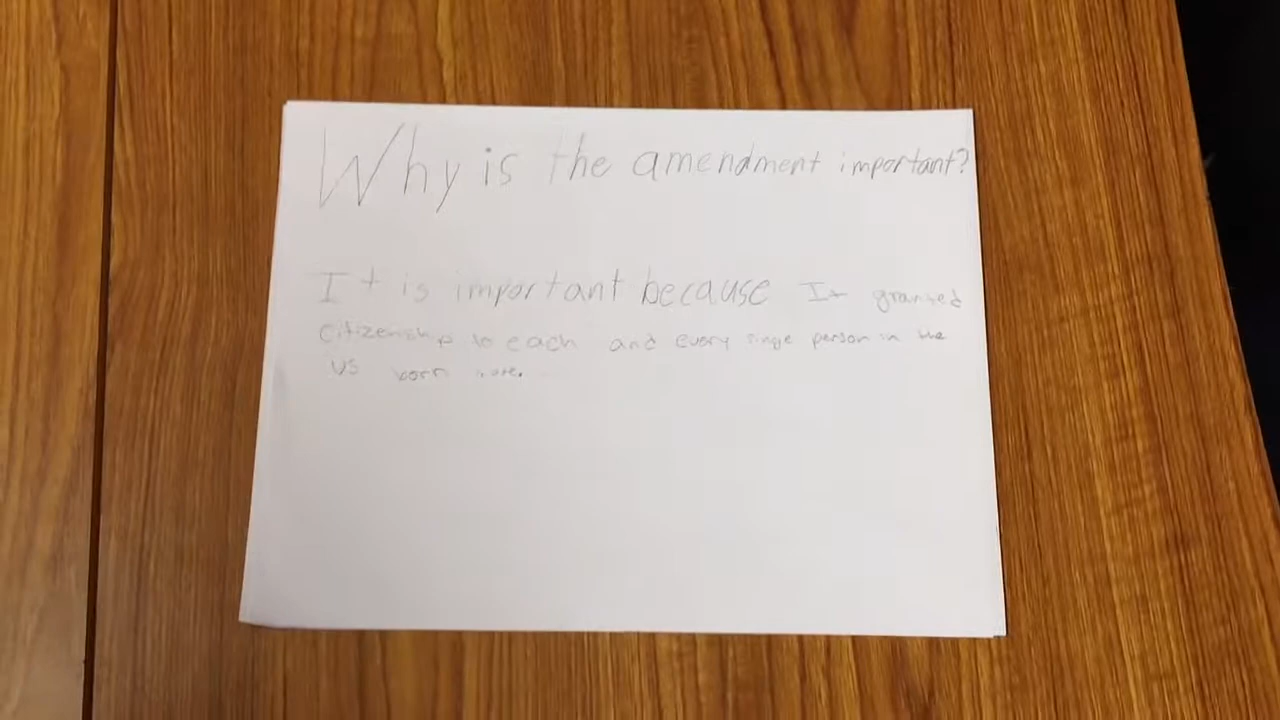 Why is the amendment important?
It is important because It granted
citizenship to each and every singe person in the
US born here.